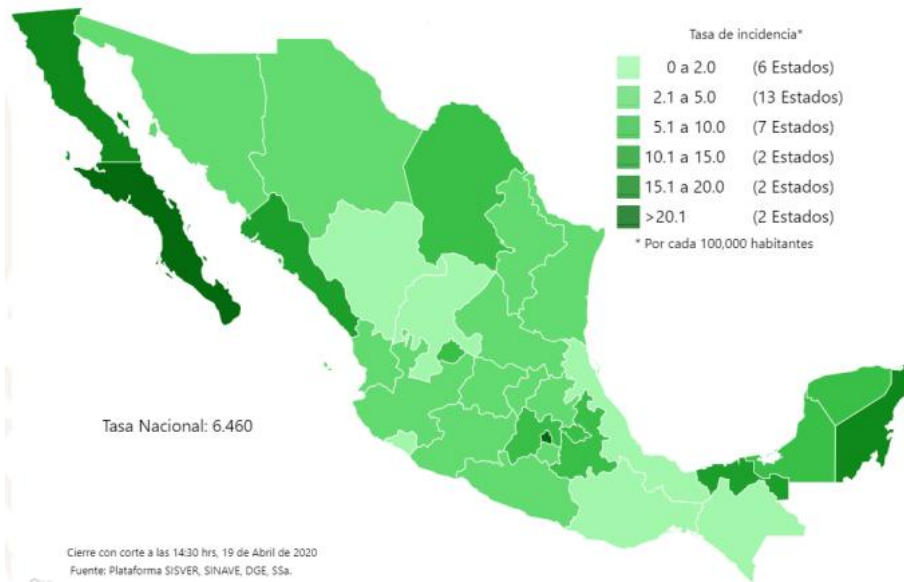 Tasa de incidencia*
0 a 2.0 (6 Estados)
2.1 a 5.0 (13 Estados)
5.1 a 10.0 (7 Estados)
10.1 a 15.0 (2 Estados)
15.1 a 20.0 (2 Estados)
>20.1 (2 Estados)
* Por cada 100,000 habitantes
Tasa Nacional: 6.460
Cierre con corte a las 14:30 hrs, 19 de Abril de 2020
Fuente: Plataforma SISVER, SINAVE, DGE, SSa.